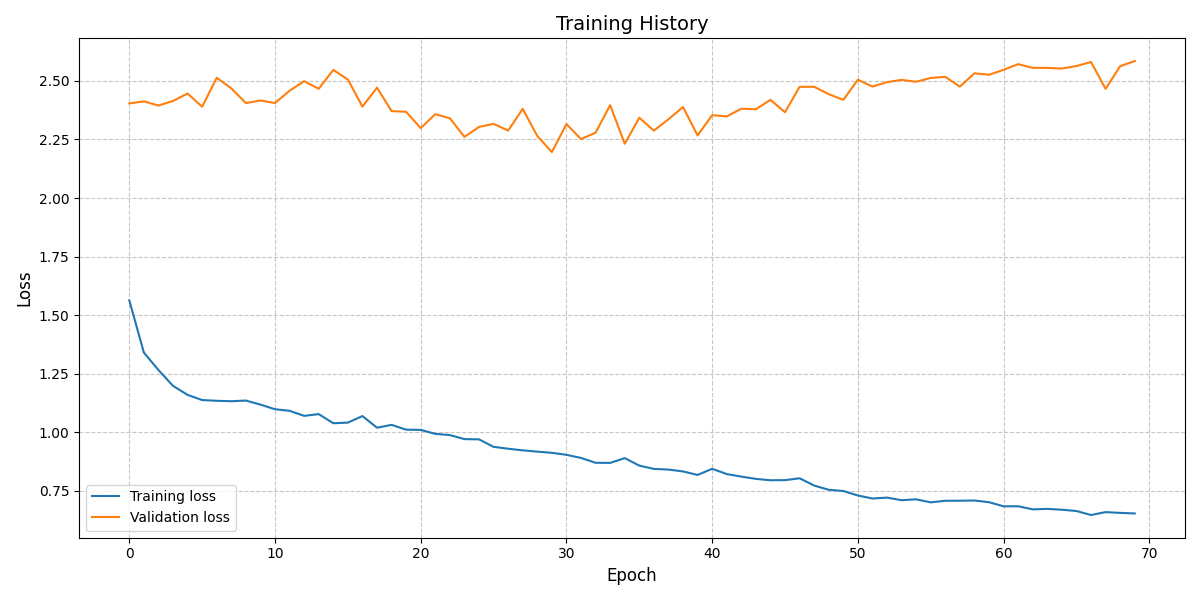 Training History
Loss
2.50
2.25
2.00
1.75
1.50
1.25
1.00
0.75
Training loss
Validation loss
0 10 20 30 40 50 60 70
Epoch